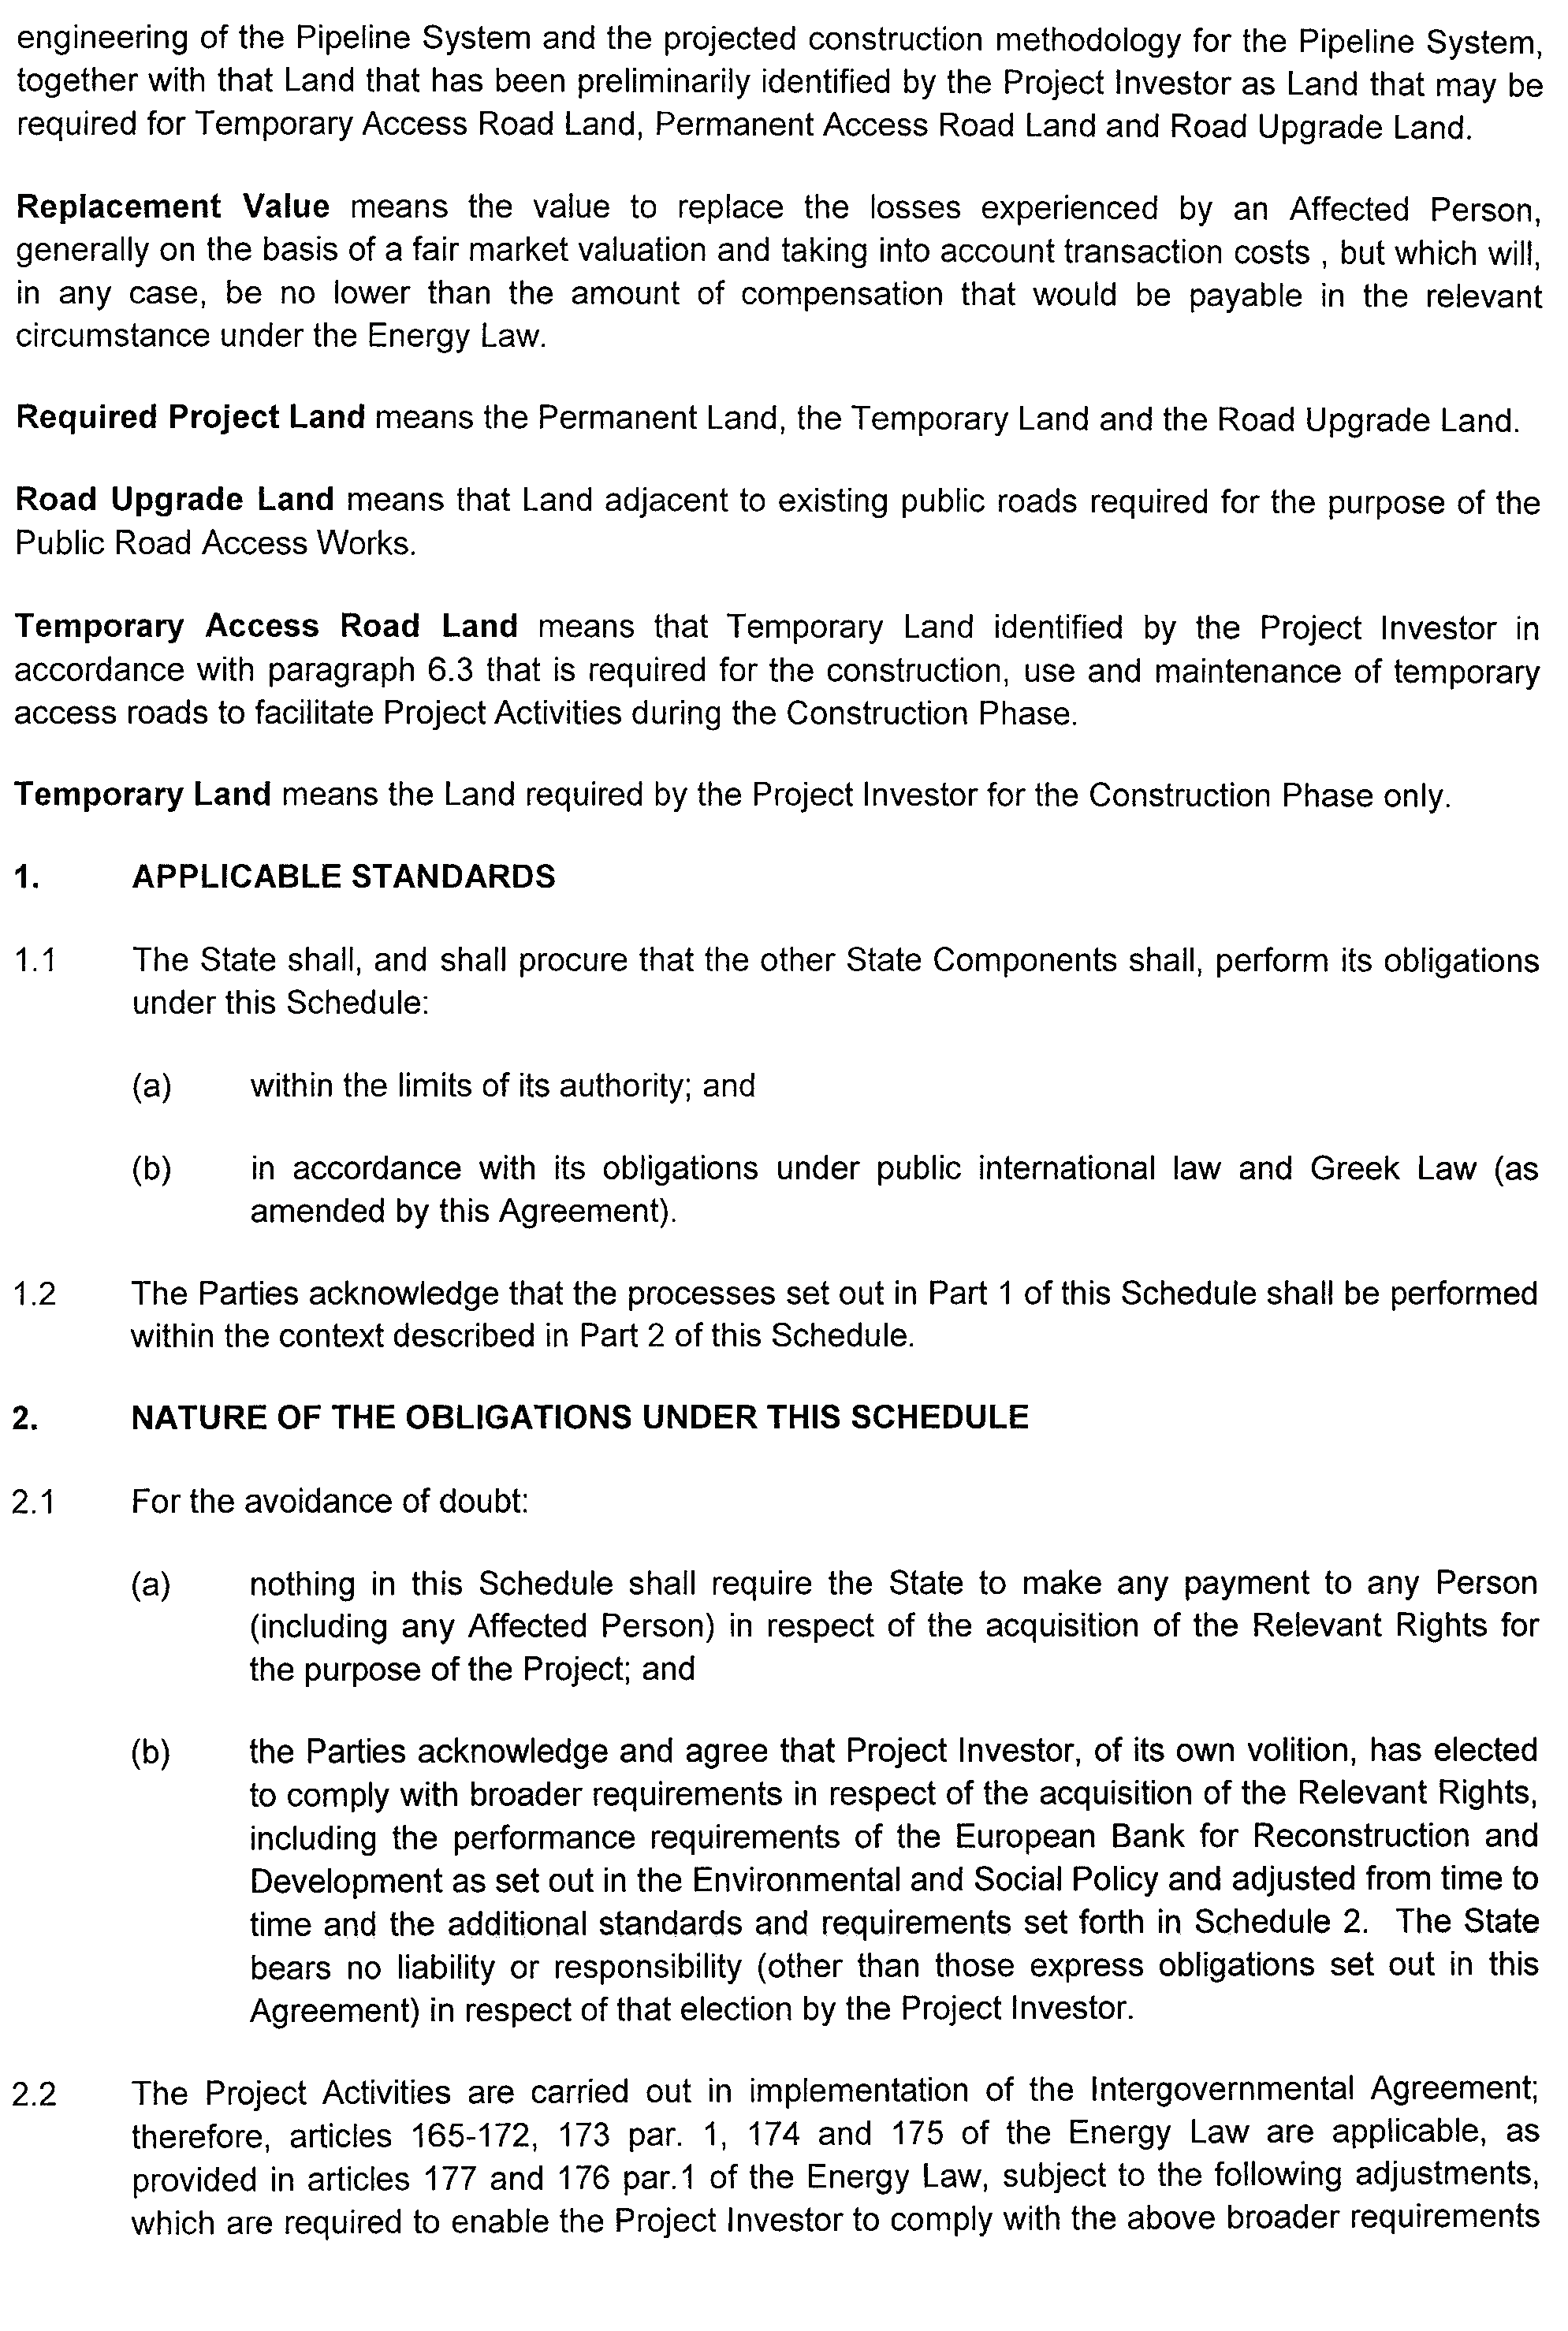 engineering of the Pipeline System and the projected construction methodology for the Pipeline System,
together with that Land that has been preliminarily identified by the Project Investor as Land that may be
required for Temporary Access Road Land, Permanent Access Road Land and Road Upgrade Land.
Replacement Value means the value to replace the losses experienced by an Affected Person,
generally on the basis of a fair market valuation and taking into account transaction costs , but which will,
in any case, be no lower than the amount of compensation that would be payable in the relevant
circumstance under the Energy Law.
Required Project Land means the Permanent Land, the Temporary Land and the Road Upgrade Land.
Road Upgrade Land means that Land adjacent to existing public roads required for the purpose of the
Public Road Access Works.
Temporary Access Road Land means that Temporary Land identified by the Project Investor in
accordance with paragraph 6.3 that is required for the construction, use and maintenance of temporary
access roads to facilitate Project Activities during the Construction Phase.
Temporary Land means the Land required by the Project Investor for the Construction Phase only.
1. APPLICABLE STANDARDS
1.1 The State shall, and shall procure that the other State Components shall, perform its obligations
under this Schedule:
(a) within the limits of its authority; and
(b) in accordance with its obligations under public international law and Greek Law (as
amended by this Agreement).
1.2 The Parties acknowledge that the processes set out in Part 1 of this Schedule shall be performed
within the context described in Part 2 of this Schedule.
2. NATURE OF THE OBLIGATIONS UNDER THIS SCHEDULE
2.1 For the avoidance of doubt:
(a) nothing in this Schedule shall require the State to make any payment to any Person
(including any Affected Person) in respect of the acquisition of the Relevant Rights for
the purpose of the Project; and
(b) the Parties acknowledge and agree that Project Investor, of its own volition, has elected
to comply with broader requirements in respect of the acquisition of the Relevant Rights,
including the performance requirements of the European Bank for Reconstruction and
Development as set out in the Environmental and Social Policy and adjusted from time to
time and the additional standards and requirements set forth in Schedule 2. The State
bears no liability or responsibility (other than those express obligations set out in this
Agreement) in respect of that election by the Project Investor.
2.2 The Project Activities are carried out in implementation of the Intergovernmental Agreement;
therefore, articles 165-172, 173 par. 1, 174 and 175 of the Energy Law are applicable, as
provided in articles 177 and 176 par.1 of the Energy Law, subject to the following adjustments,
which are required to enable the Project Investor to comply with the above broader requirements